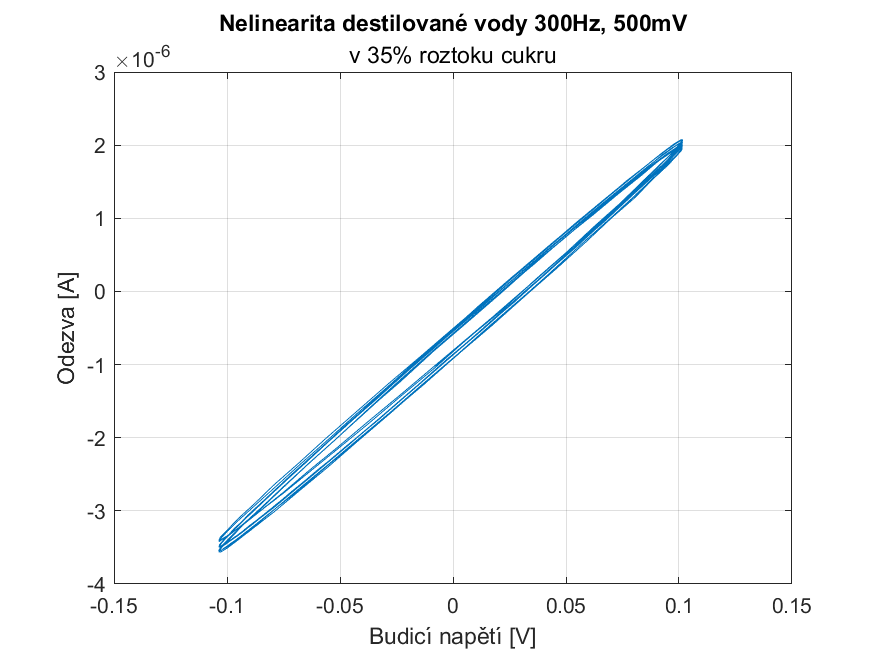 Nelinearita destilované vody 300Hz, 500mV
v 35% roztoku cukru
×10-6
3
2
1
0
-1
-2
-3
-4
Odezva [A]
-0.15 -0.1 -0.05 0 0.05 0.1 0.15
Budicí napětí [V]